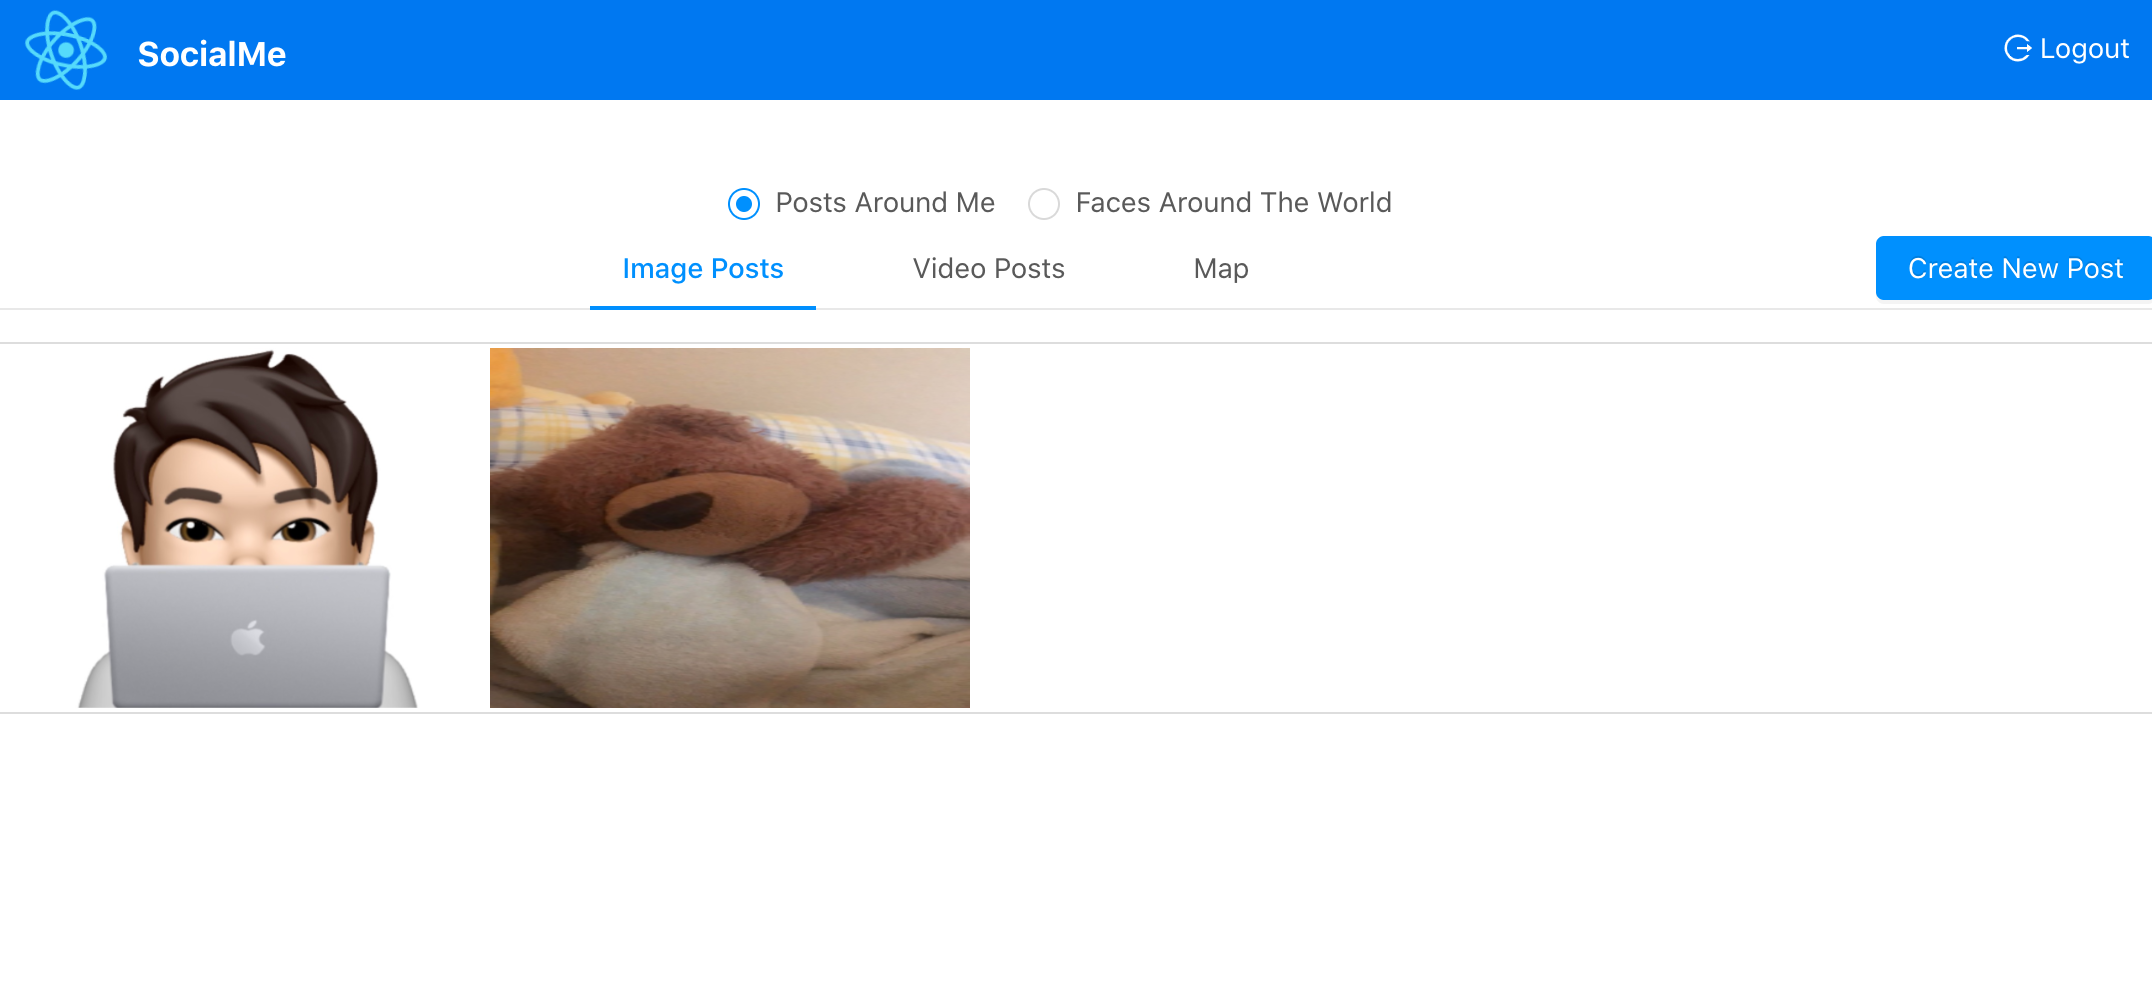 SocialMe
Logout
Posts Around Me
Faces Around The World
Image Posts
Video Posts
Map
Create New Post